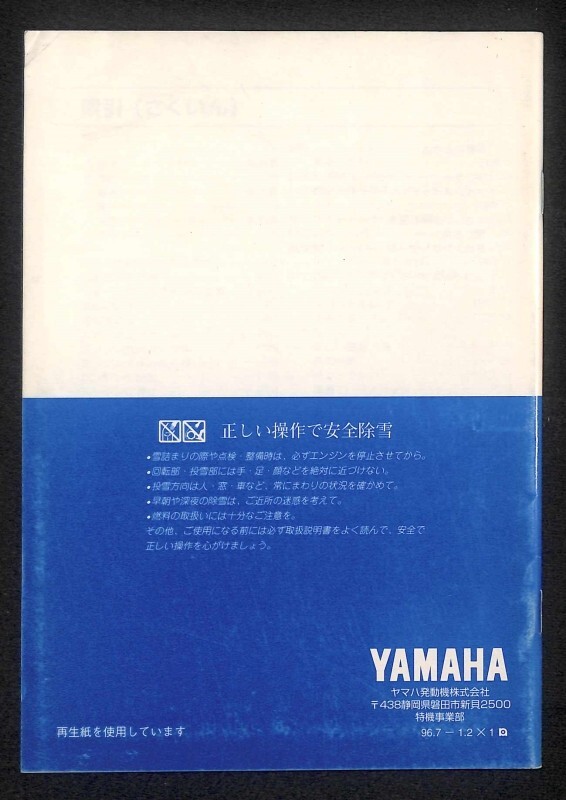 正しい操作で安全除雪
•雪詰まりの際や点検・整備時は、必ずエンジンを停止させてから。
•回転部・投雪部には手・足・顔などを絶対に近づけない。
•投雪方向は人・窓・車など、常にまわりの状況を確かめて。
•早朝や深夜の除雪は、ご近所の迷惑を考えて。
•燃料の取扱いには十分なご注意を。
その他、ご使用になる前には必ず取扱説明書をよく読んで、安全で
正しい操作を心がけましょう。
YAMAHA
ヤマハ発動機株式会社
〒438静岡県磐田市新貝2500
特機事業部
再生紙を使用しています
96.7－1.2×1